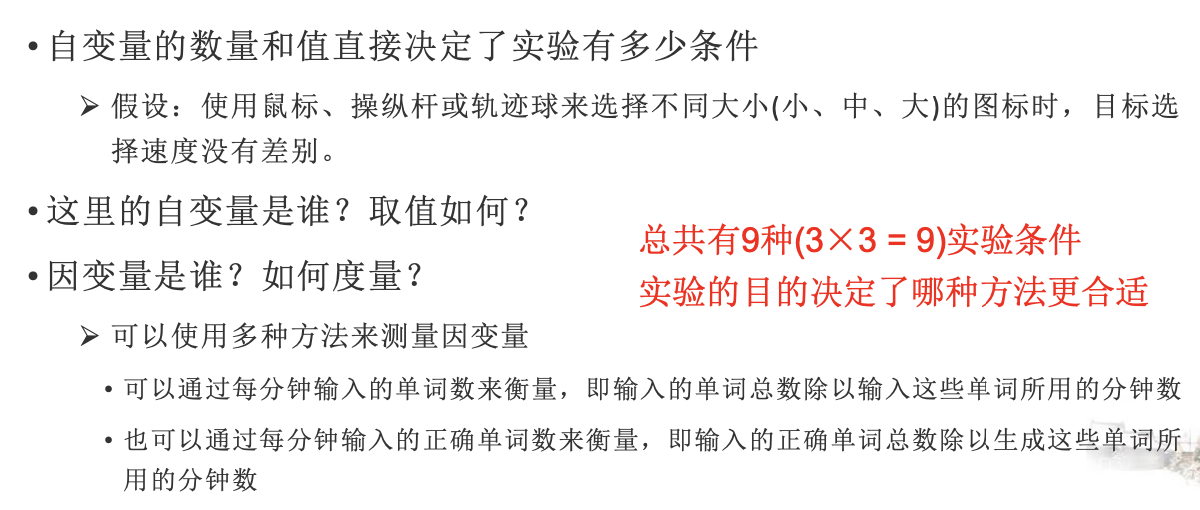 • 自变量的数量和值直接决定了实验有多少条件
➢ 假设：使用鼠标、操纵杆或轨迹球来选择不同大小(小、中、大)的图标时，目标选
择速度没有差别。
• 这里的自变量是谁？取值如何？
总共有9种(3×3 = 9)实验条件
• 因变量是谁？如何度量？
实验的目的决定了哪种方法更合适
➢ 可以使用多种方法来测量因变量
• 可以通过每分钟输入的单词数来衡量，即输入的单词总数除以输入这些单词所用的分钟数
• 也可以通过每分钟输入的正确单词数来衡量，即输入的正确单词总数除以生成这些单词所
用的分钟数